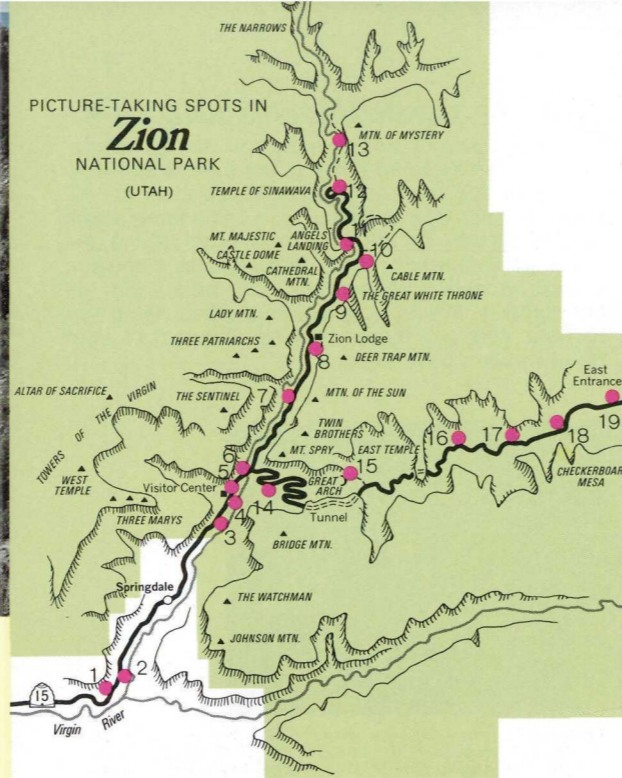 THE NARROWS
PICTURE-TAKING SPOTS IN
Zion
NATIONAL PARK
(UTAH)
MTN. OF MYSTERY
13
TEMPLE OF SINAWAVA
12
MT. MAJESTIC
ANGELS
LANDING
11
10
CASTLE DOME
CATHEDRAL
MTN.
CABLE MTN.
9
THE GREAT WHITE THRONE
LADY MTN.
Zion Lodge
THREE PATRIARCHS
8
DEER TRAP MTN.
East
Entrance
ALTAR OF SACRIFICE
TOWERS OF THE VIRGIN
THE SENTINEL
7
MTN. OF THE SUN
19
TWIN
BROTHERS
16
17
18
MT. SPRY
EAST TEMPLE
6
5
15
CHECKERBOAR
MESA
WEST
TEMPLE
Visitor Center
GREAT
ARCH
14
4
Tunnel
THREE MARYS
3
BRIDGE MTN.
Springdale
THE WATCHMAN
JOHNSON MTN.
1
2
15
Virgin River